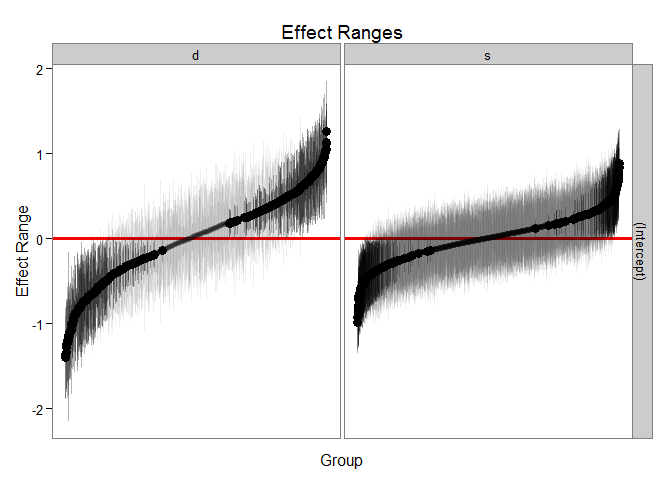 Effect Ranges
d
s
2
1
0
-1
-2
Effect Range
(Intercept)
Group